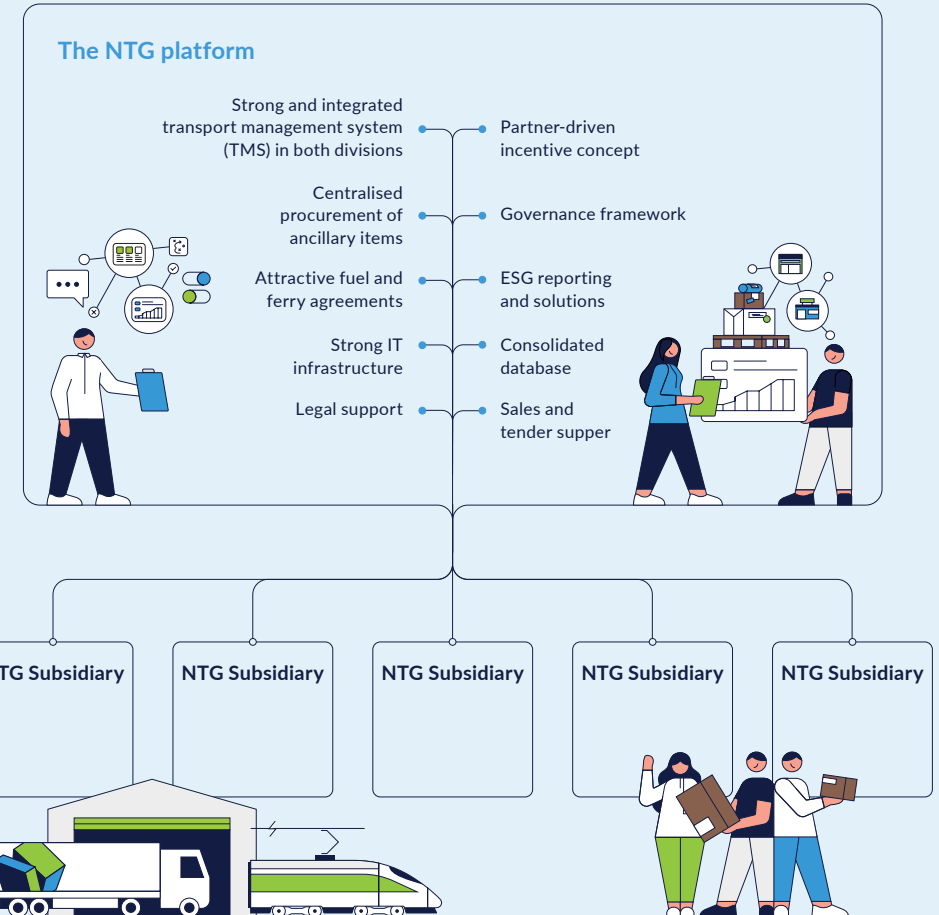 The NTG platform
Strong and integrated
transport management system
(TMS) in both divisions
Partner-driven
incentive concept
Centralised
procurement of
ancillary items
Governance framework
Attractive fuel and
ferry agreements
ESG reporting
and solutions
Strong IT
infrastructure
Consolidated
database
Legal support
Sales and
tender supper
TG Subsidiary
NTG Subsidiary
NTG Subsidiary
NTG Subsidiary
NTG Subsidiary